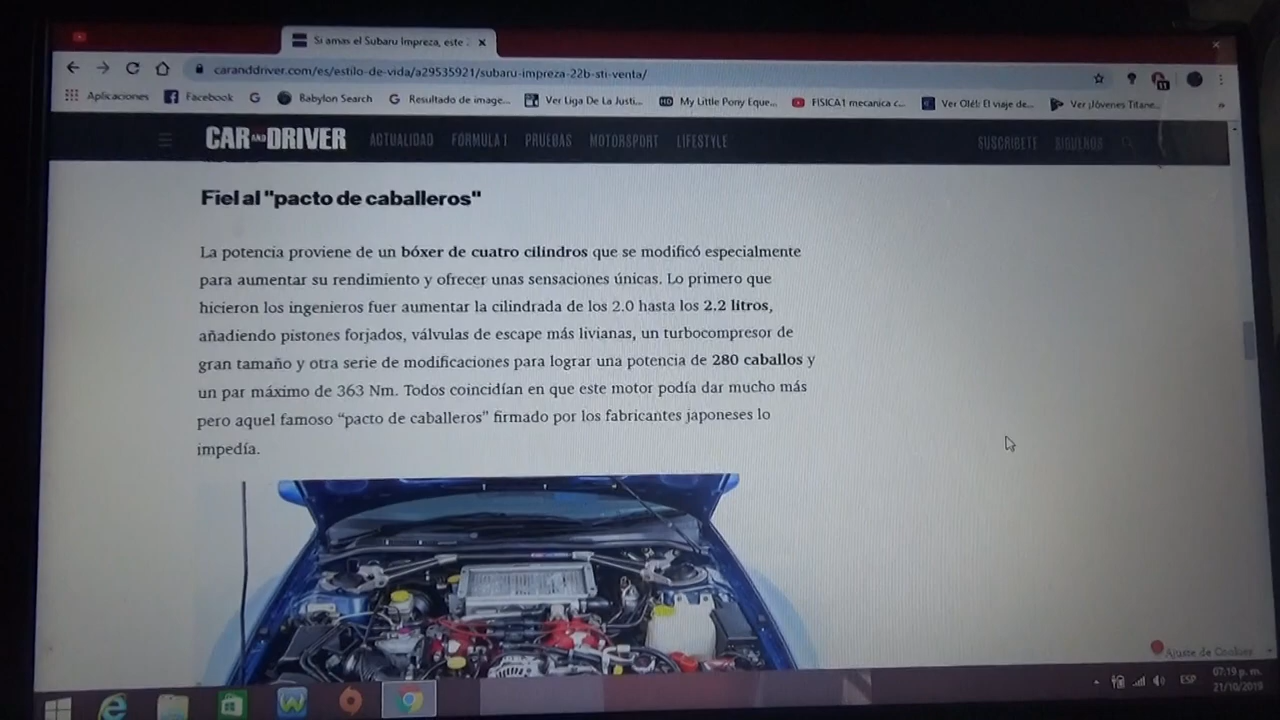 Si amas el Subaru Impreza, este
caranddriver.com/es/estilo-de-vida/a29535921/subaru-impreza-22b-sti-venta/
Aplicaciones Facebook Babylon Search Resultado de image... Ver Liga De La Justi... My Little Pony Eque... FISICA1 mecanica c... Ver Olé!: El viaje de... Ver ¡Jóvenes Titane...
CAR AND DRIVER ACTUALIDAD FÓRMULA 1 PRUEBAS MOTORSPORT LIFESTYLE SUSCRÍBETE SÍGUENOS
Fiel al "pacto de caballeros"
La potencia proviene de un bóxer de cuatro cilindros que se modificó especialmente
para aumentar su rendimiento y ofrecer unas sensaciones únicas. Lo primero que
hicieron los ingenieros fuer aumentar la cilindrada de los 2.0 hasta los 2.2 litros,
añadiendo pistones forjados, válvulas de escape más livianas, un turbocompresor de
gran tamaño y otra serie de modificaciones para lograr una potencia de 280 caballos y
un par máximo de 363 Nm. Todos coincidían en que este motor podía dar mucho más
pero aquel famoso “pacto de caballeros” firmado por los fabricantes japoneses lo
impedía.
Ajuste de Cookies
ESP
07:19 p. m.
21/10/2019